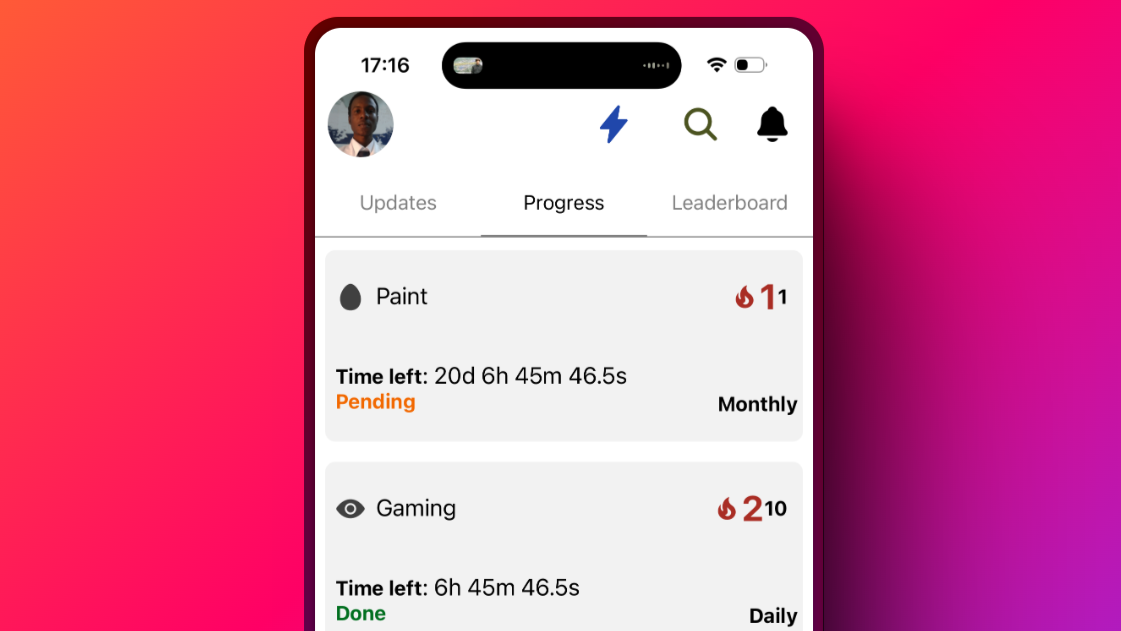 17:16
Updates Progress Leaderboard
Paint 1 1
Time left: 20d 6h 45m 46.5s
Pending Monthly
Gaming 2 10
Time left: 6h 45m 46.5s
Done Daily